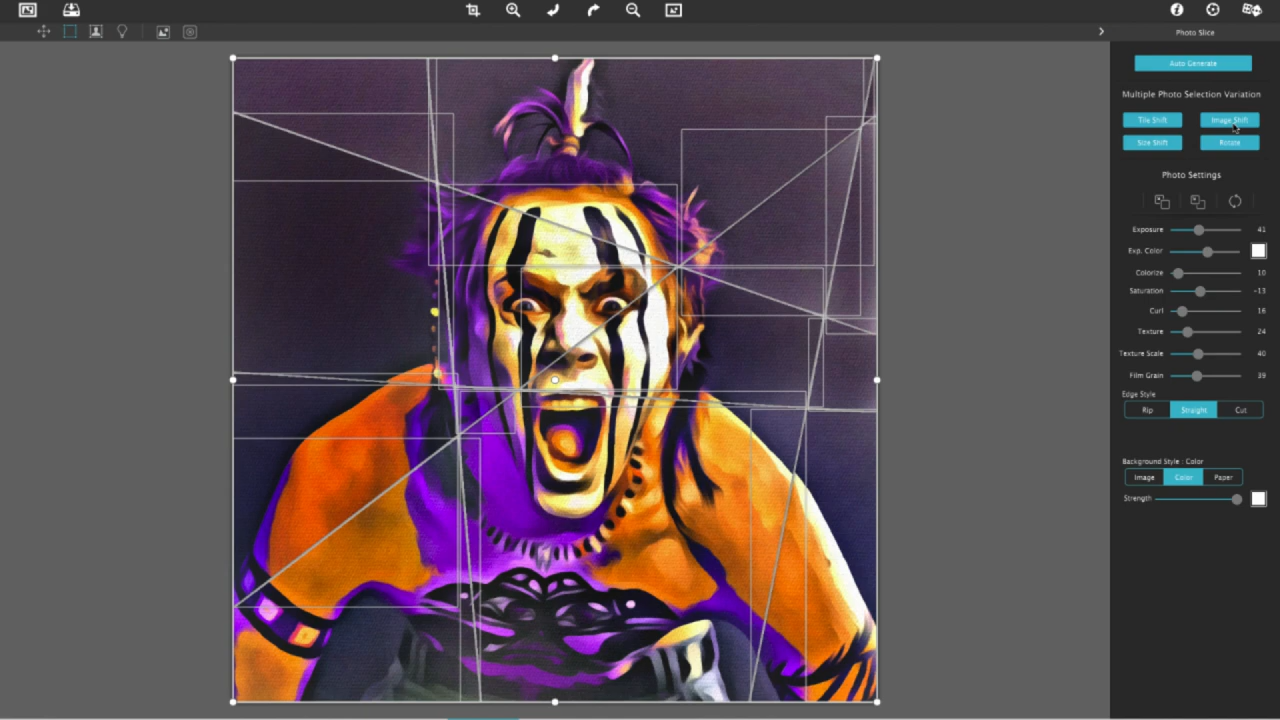 Photo Slice
Auto Generate
Multiple Photo Selection Variation
Tile Shift Image Shift
Size Shift Rotate
Photo Settings
Exposure 41
Exp. Color
Colorize 10
Saturation -13
Curl 16
Texture 24
Texture Scale 40
Film Grain 39
Edge Style
Rip Straight Cut
Background Style : Color
Image Color Paper
Strength